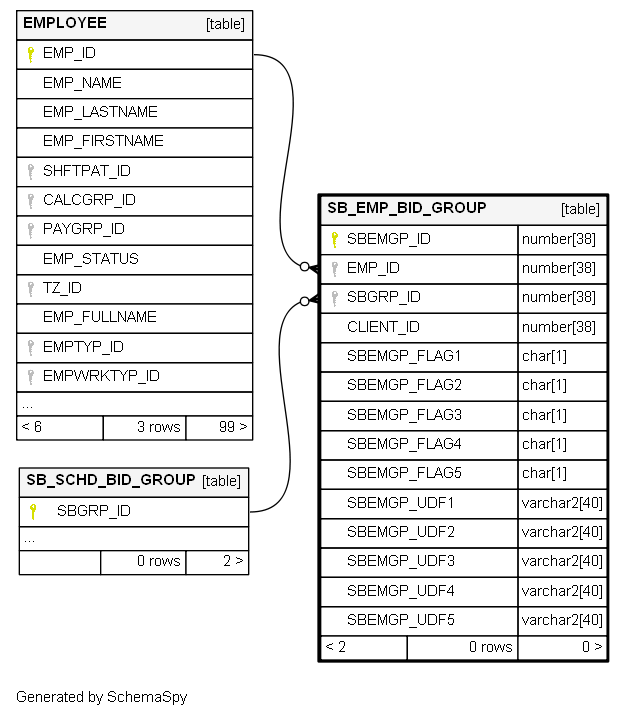 EMPLOYEE [table]
EMP_ID
EMP_NAME
EMP_LASTNAME
EMP_FIRSTNAME
SHFTPAT_ID
CALCGRP_ID
PAYGRP_ID
EMP_STATUS
TZ_ID
EMP_FULLNAME
EMPTYP_ID
EMPWRKTYP_ID
...
< 6 3 rows 99 >
SB_SCHD_BID_GROUP [table]
SBGRP_ID
...
0 rows 2 >
SB_EMP_BID_GROUP [table]
SBEMGP_ID number[38]
EMP_ID number[38]
SBGRP_ID number[38]
CLIENT_ID number[38]
SBEMGP_FLAG1 char[1]
SBEMGP_FLAG2 char[1]
SBEMGP_FLAG3 char[1]
SBEMGP_FLAG4 char[1]
SBEMGP_FLAG5 char[1]
SBEMGP_UDF1 varchar2[40]
SBEMGP_UDF2 varchar2[40]
SBEMGP_UDF3 varchar2[40]
SBEMGP_UDF4 varchar2[40]
SBEMGP_UDF5 varchar2[40]
< 2 0 rows 0 >
Generated by SchemaSpy